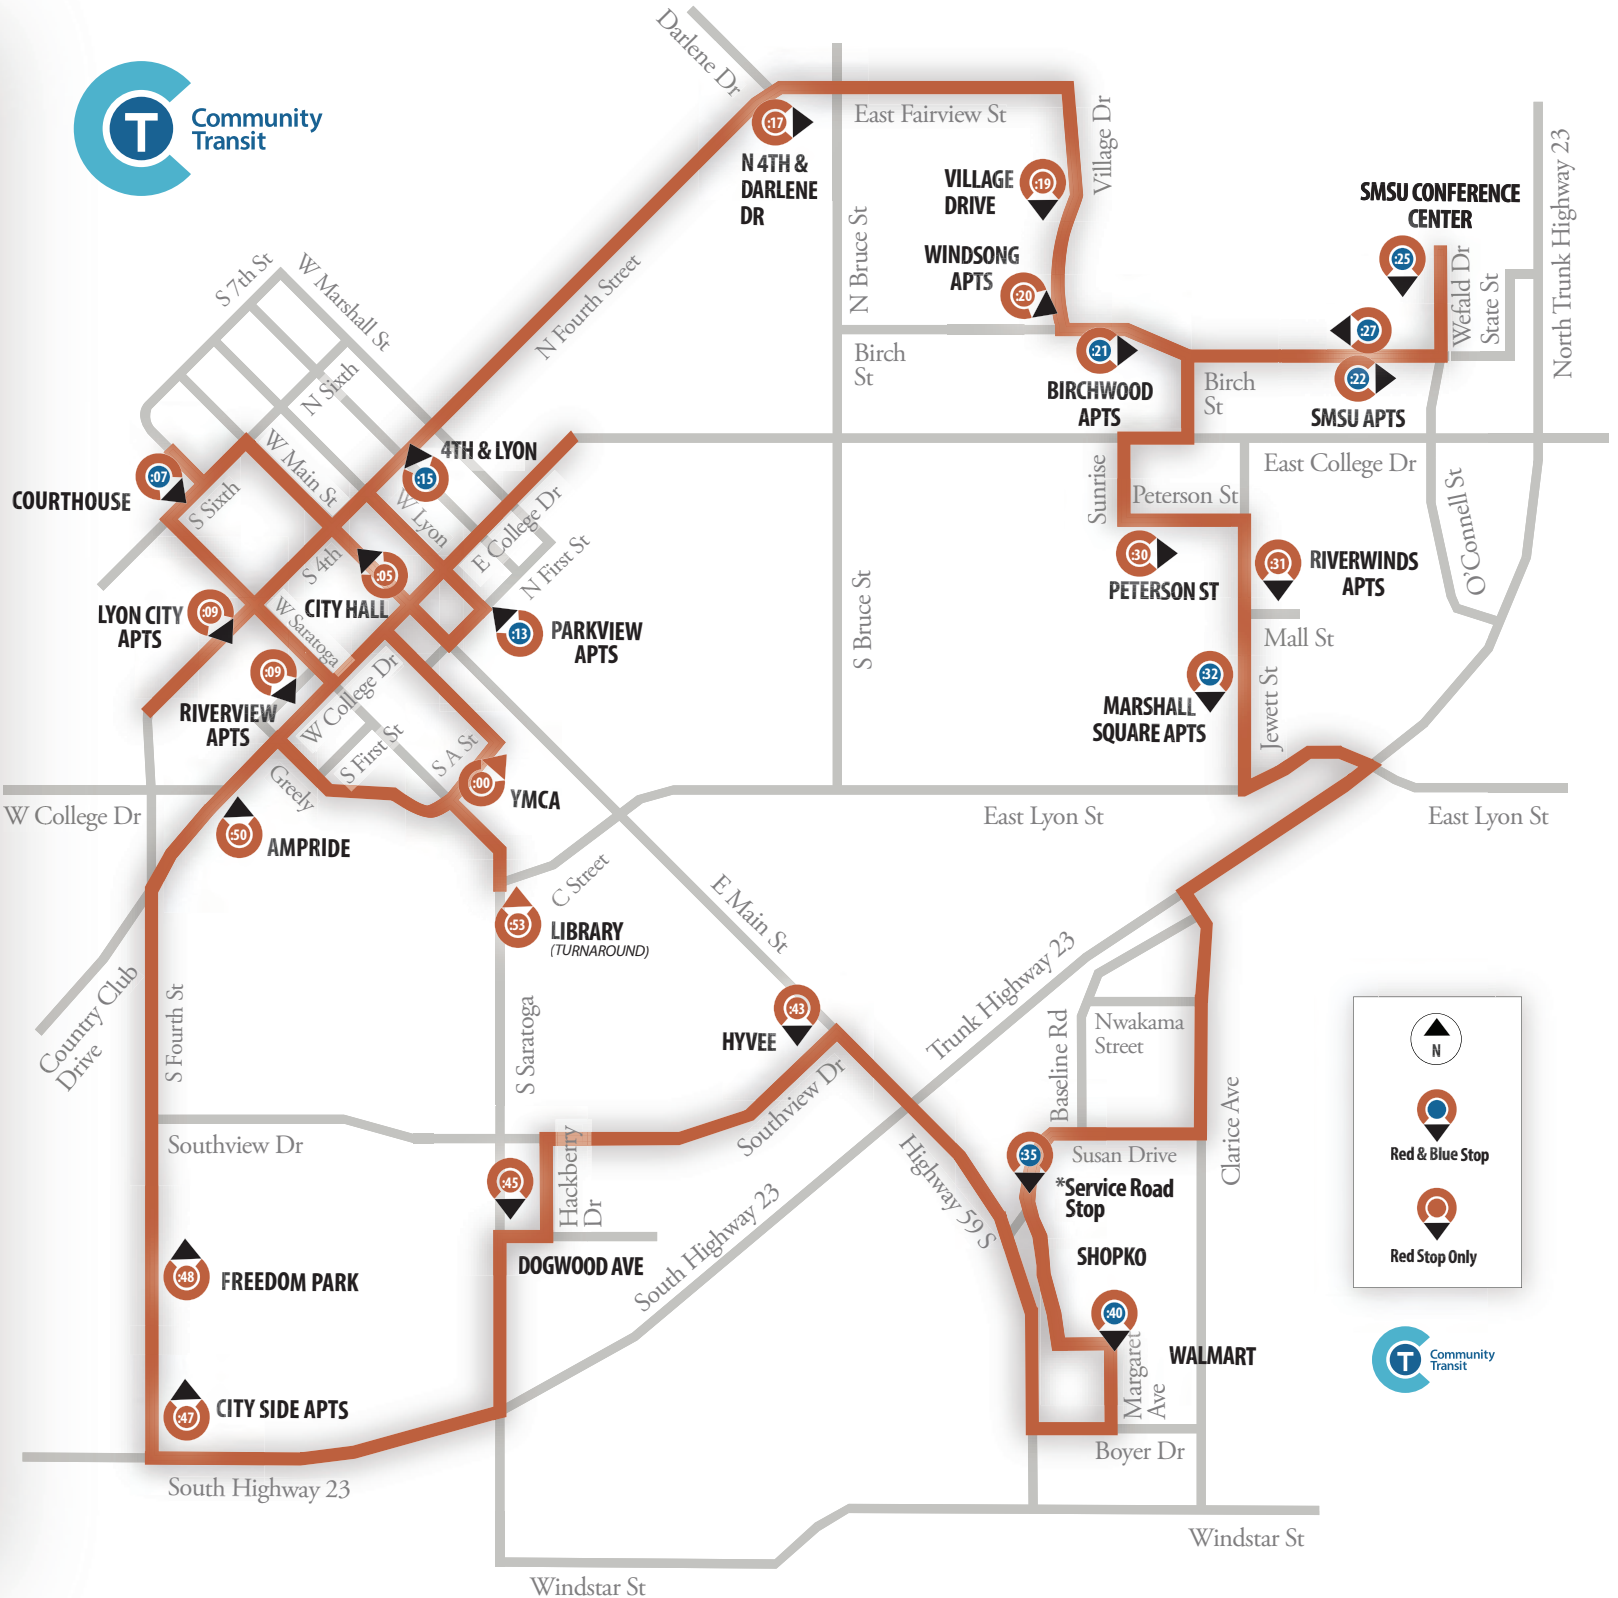 Community
Transit
Darlene Dr
:17
N 4TH &
DARLENE
DR
East Fairview St
Village Dr
VILLAGE
DRIVE
:19
N Bruce St
WINDSONG
APTS
:20
SMSU CONFERENCE
CENTER
:25
Wefald Dr
State St
North Trunk Highway 23
:27
:22
SMSU APTS
Birch
St
:21
BIRCHWOOD
APTS
Birch
St
S 7th St
W Marshall St
N Fourth Street
N Sixth
4TH & LYON
:15
W Main St
:07
COURTHOUSE
S Sixth
W Lyon
E College Dr
N First St
S 4th
:05
CITY HALL
LYON CITY
APTS
:09
W Saratoga
:13
PARKVIEW
APTS
:09
RIVERVIEW
APTS
W College Dr
S First St
S A St
Greely
:00
YMCA
W College Dr
:50
AMPRIDE
East College Dr
Sunrise
Peterson St
:30
PETERSON ST
:31
RIVERWINDS
APTS
O'Connell St
Mall St
S Bruce St
:32
MARSHALL
SQUARE APTS
Jewett St
East Lyon St
East Lyon St
C Street
:53
LIBRARY
(TURNAROUND)
E Main St
Country Club
Drive
S Fourth St
S Saratoga
:43
HYVEE
Trunk Highway 23
Nwakama
Street
Baseline Rd
Clarice Ave
Southview Dr
Southview Dr
Susan Drive
:35
*Service Road
Stop
Highway 59 S
SHOPKO
:45
Hackberry
Dr
DOGWOOD AVE
South Highway 23
:48
FREEDOM PARK
:47
CITY SIDE APTS
:40
WALMART
Margaret
Ave
Boyer Dr
South Highway 23
Windstar St
Windstar St
N
Red & Blue Stop
Red Stop Only
Community
Transit
T
T